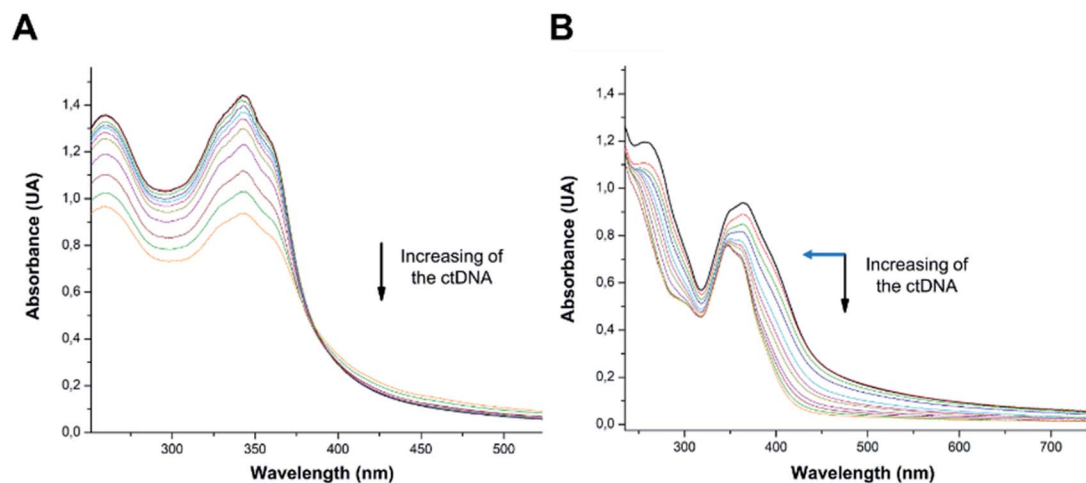 A
Absorbance (UA)
1,4
1,2
1,0
0,8
0,6
0,4
0,2
0,0
Increasing of
the ctDNA
300 350 400 450 500
Wavelength (nm)
B
Absorbance (UA)
1,4
1,2
1,0
0,8
0,6
0,4
0,2
0,0
Increasing of
the ctDNA
300 400 500 600 700
Wavelength (nm)